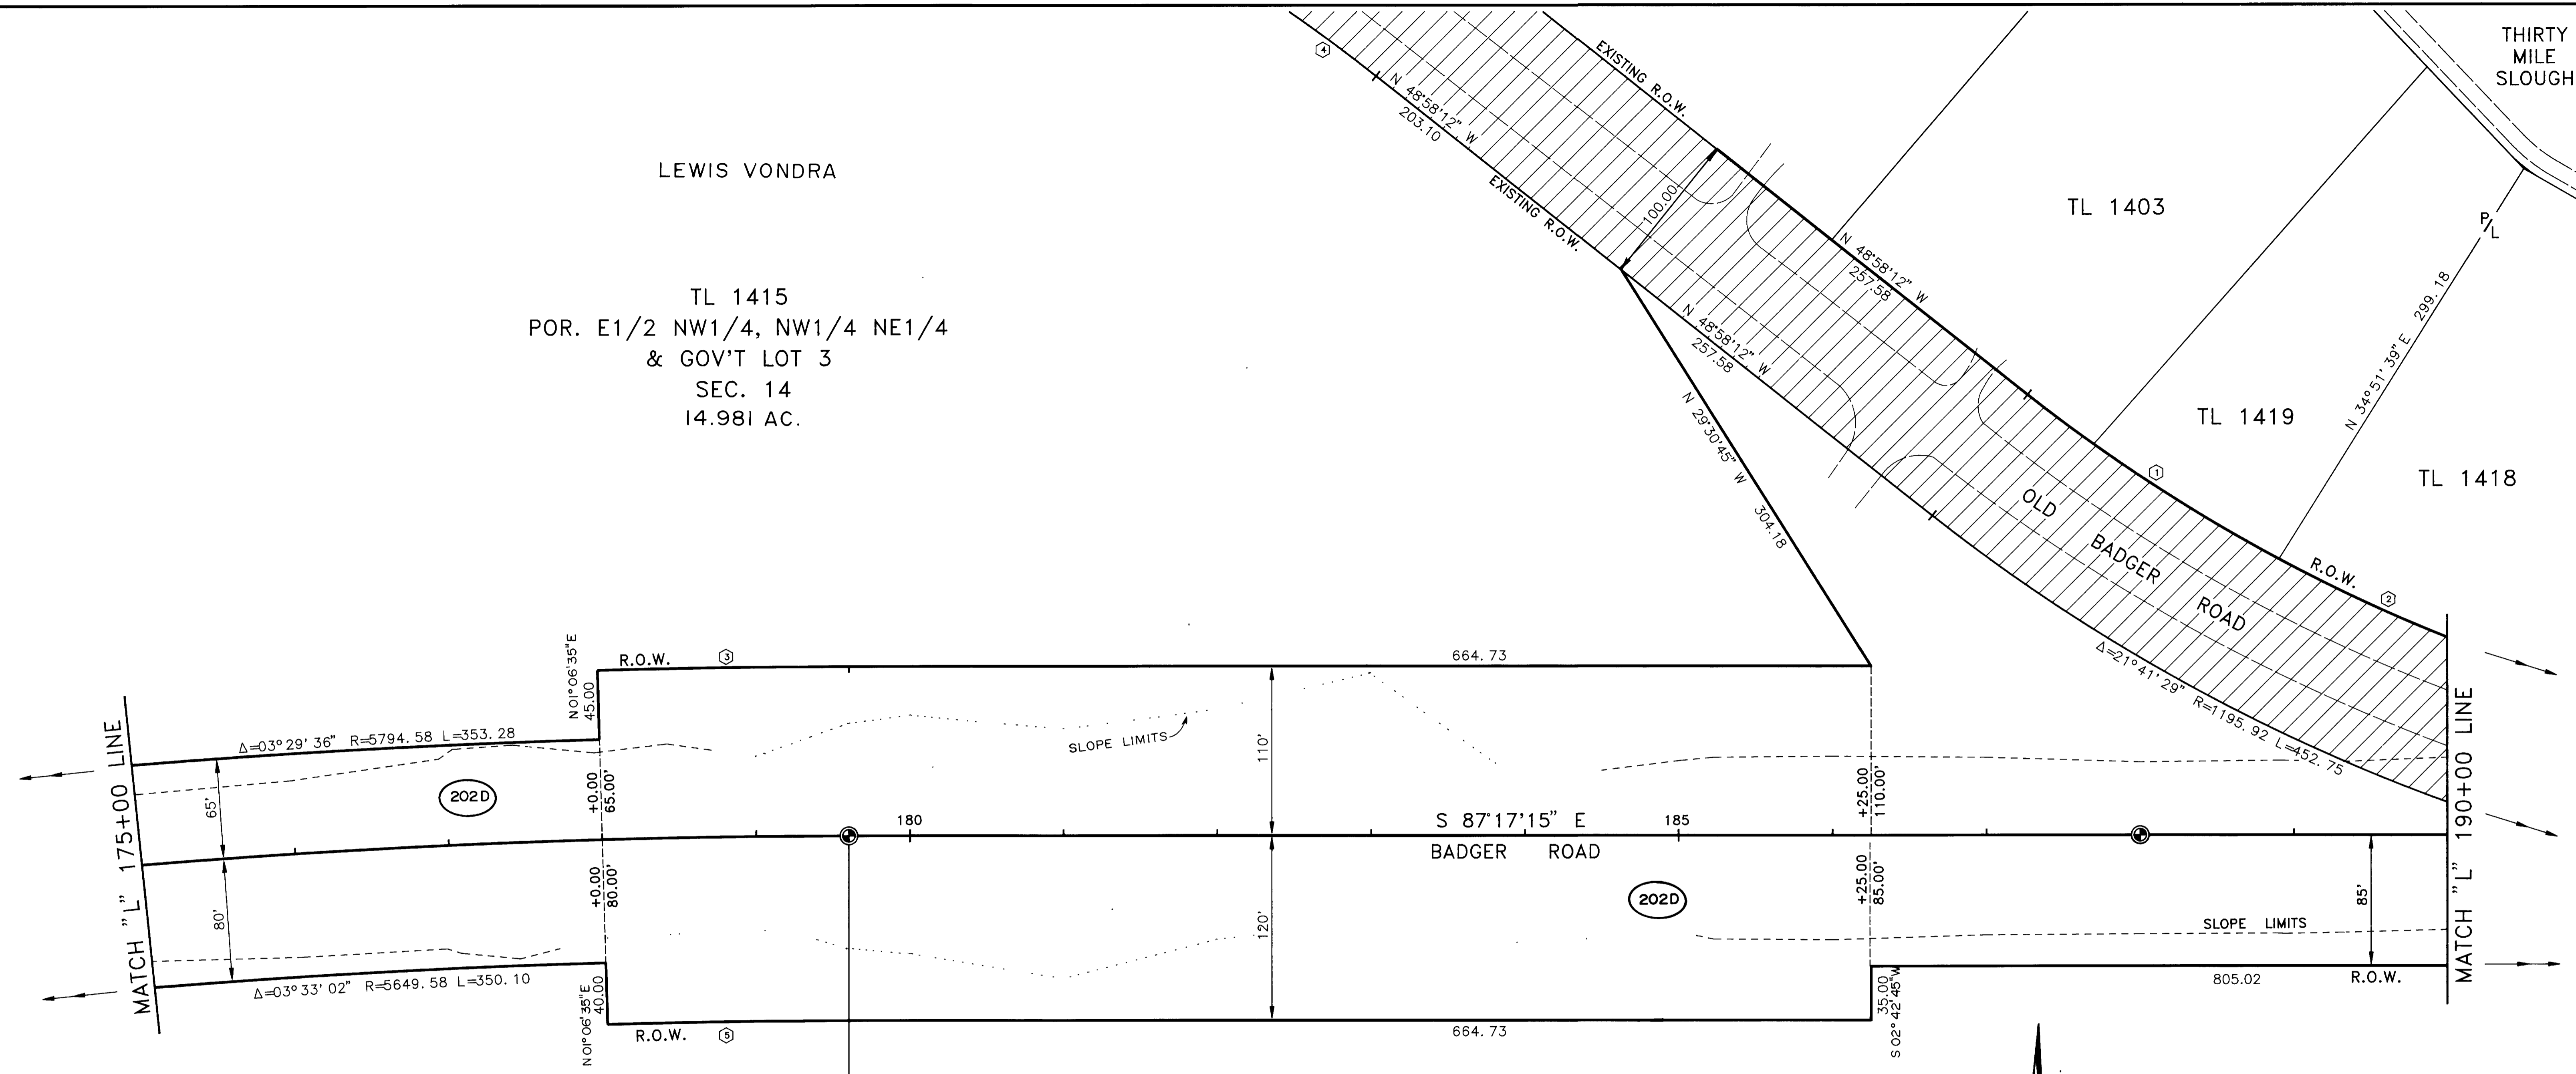 THIRTY
MILE
SLOUGH
4
EXISTING R.O.W.
N 48°58'12" W
203.10
LEWIS VONDRA
100.00
EXISTING R.O.W.
TL 1403
P/L
N 48°58'12" W
257.58
TL 1415
POR. E1/2 NW1/4, NW1/4 NE1/4
& GOV'T LOT 3
SEC. 14
14.981 AC.
N 48°58'12" W
257.58
N 34°51'39" E 299.18
TL 1419
N 29°30'45" W 304.18
1
TL 1418
OLD
BADGER
ROAD
R.O.W.
2
Δ=21°41'29" R=1195.92 L=452.75
N01°06'35"E
45.00
R.O.W.
3
664.73
MATCH "L" 175+00 LINE
Δ=03°29'36" R=5794.58 L=353.28
SLOPE LIMITS
110'
65'
202D
+0.00
65.00'
+25.00
110.00'
MATCH "L" 190+00 LINE
180
S 87°17'15" E
185
BADGER ROAD
80'
+0.00
80.00'
202D
+25.00
85.00'
85'
120'
SLOPE LIMITS
Δ=03°33'02" R=5649.58 L=350.10
N01°06'35"E
40.00
35.00
S 02°42'45"W
805.02
R.O.W.
R.O.W.
5
664.73